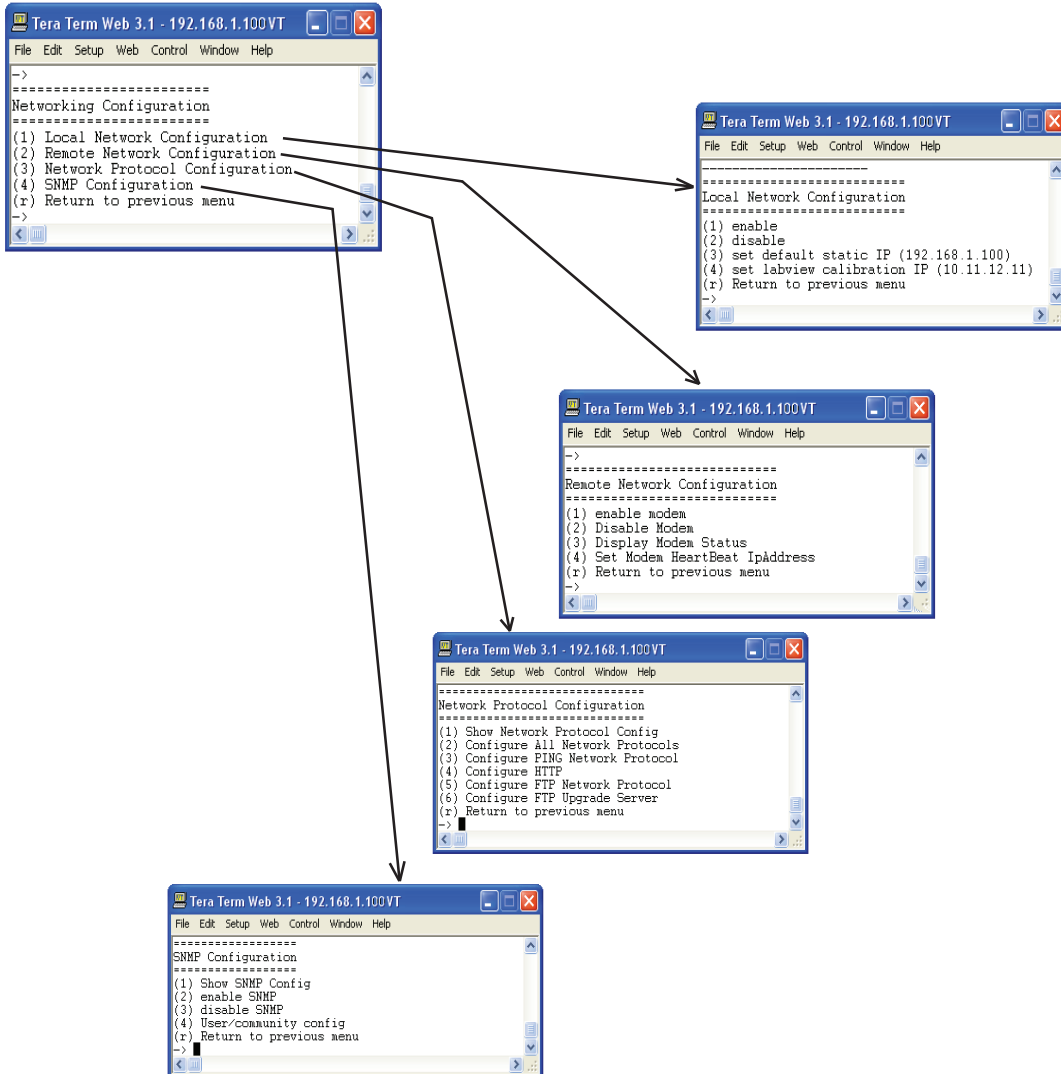 Tera Term Web 3.1 - 192.168.1.100 VT
File Edit Setup Web Control Window Help
->
========================
Networking Configuration
========================
(1) Local Network Configuration
(2) Remote Network Configuration
(3) Network Protocol Configuration
(4) SNMP Configuration
(r) Return to previous menu
->
Tera Term Web 3.1 - 192.168.1.100 VT
File Edit Setup Web Control Window Help
----------------------
===========================
Local Network Configuration
===========================
(1) enable
(2) disable
(3) set default static IP (192.168.1.100)
(4) set labview calibration IP (10.11.12.11)
(r) Return to previous menu
->
Tera Term Web 3.1 - 192.168.1.100 VT
File Edit Setup Web Control Window Help
->
============================
Remote Network Configuration
============================
(1) enable modem
(2) Disable Modem
(3) Display Modem Status
(4) Set Modem HeartBeat IpAddress
(r) Return to previous menu
->
Tera Term Web 3.1 - 192.168.1.100 VT
File Edit Setup Web Control Window Help
==============================
Network Protocol Configuration
==============================
(1) Show Network Protocol Config
(2) Configure All Network Protocols
(3) Configure PING Network Protocol
(4) Configure HTTP
(5) Configure FTP Network Protocol
(6) Configure FTP Upgrade Server
(r) Return to previous menu
->
Tera Term Web 3.1 - 192.168.1.100 VT
File Edit Setup Web Control Window Help
==================
SNMP Configuration
==================
(1) Show SNMP Config
(2) enable SNMP
(3) disable SNMP
(4) User/community config
(r) Return to previous menu
->